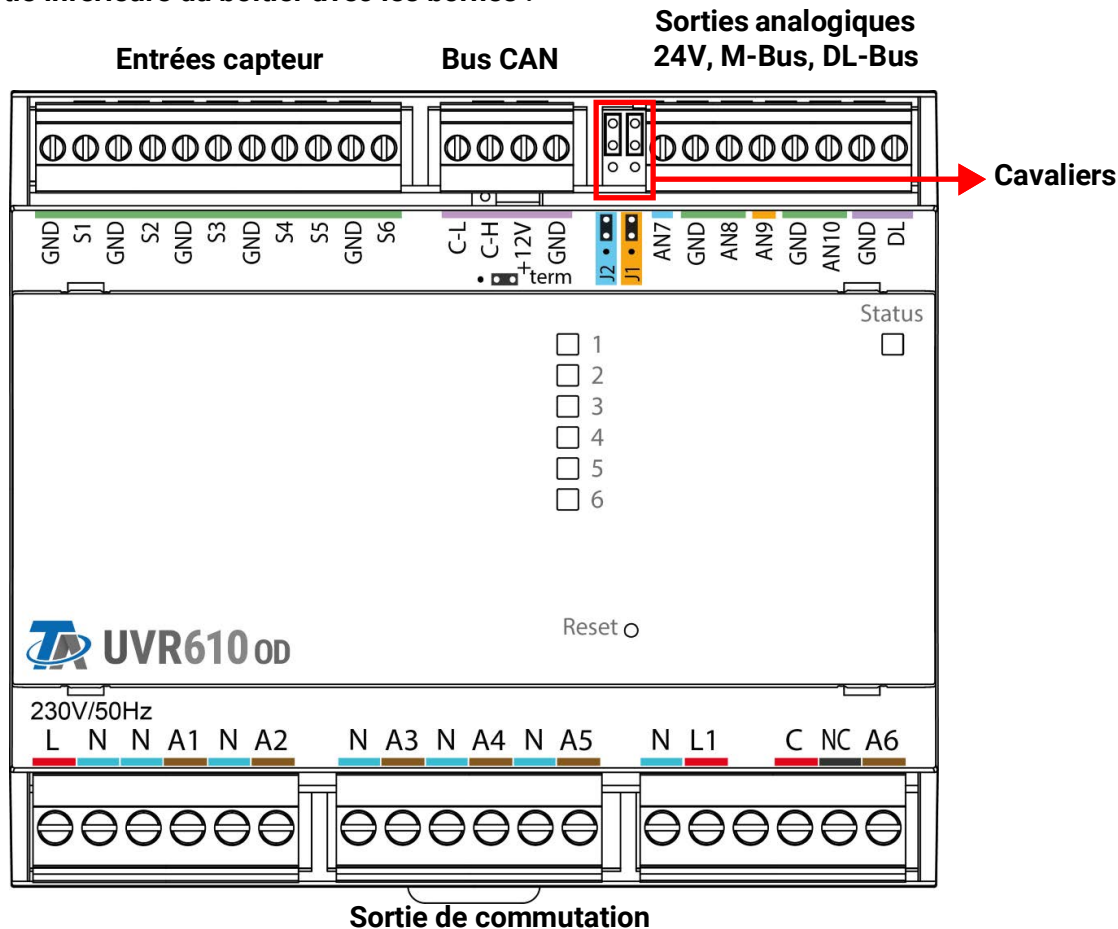 Sorties analogiques
24V, M-Bus, DL-Bus
Entrées capteur
Bus CAN
Cavaliers
GND S1 GND S2 GND S3 GND S4 S5 GND S6
C-L C-H +12V GND
term
J2 J1
AN7 GND AN8 AN9 GND AN10 GND DL
Status
1
2
3
4
5
6
Reset
TA UVR610 OD
230V/50Hz
L N N A1 N A2 N A3 N A4 N A5 N L1 C NC A6
Sortie de commutation